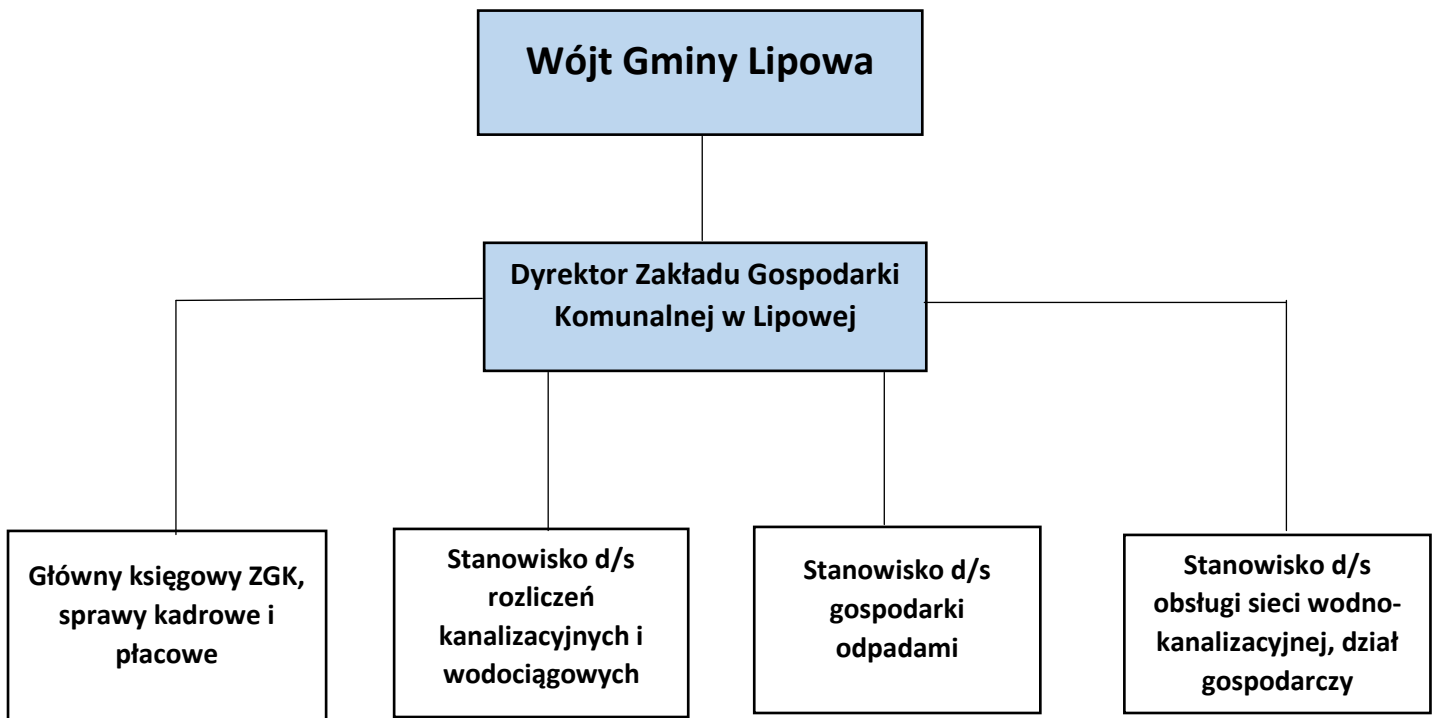 Wójt Gminy Lipowa
Dyrektor Zakładu Gospodarki
Komunalnej w Lipowej
Główny księgowy ZGK,
sprawy kadrowe i
płacowe
Stanowisko d/s
rozliczeń
kanalizacyjnych i
wodociągowych
Stanowisko d/s
gospodarki
odpadami
Stanowisko d/s
obsługi sieci wodno-
kanalizacyjnej, dział
gospodarczy